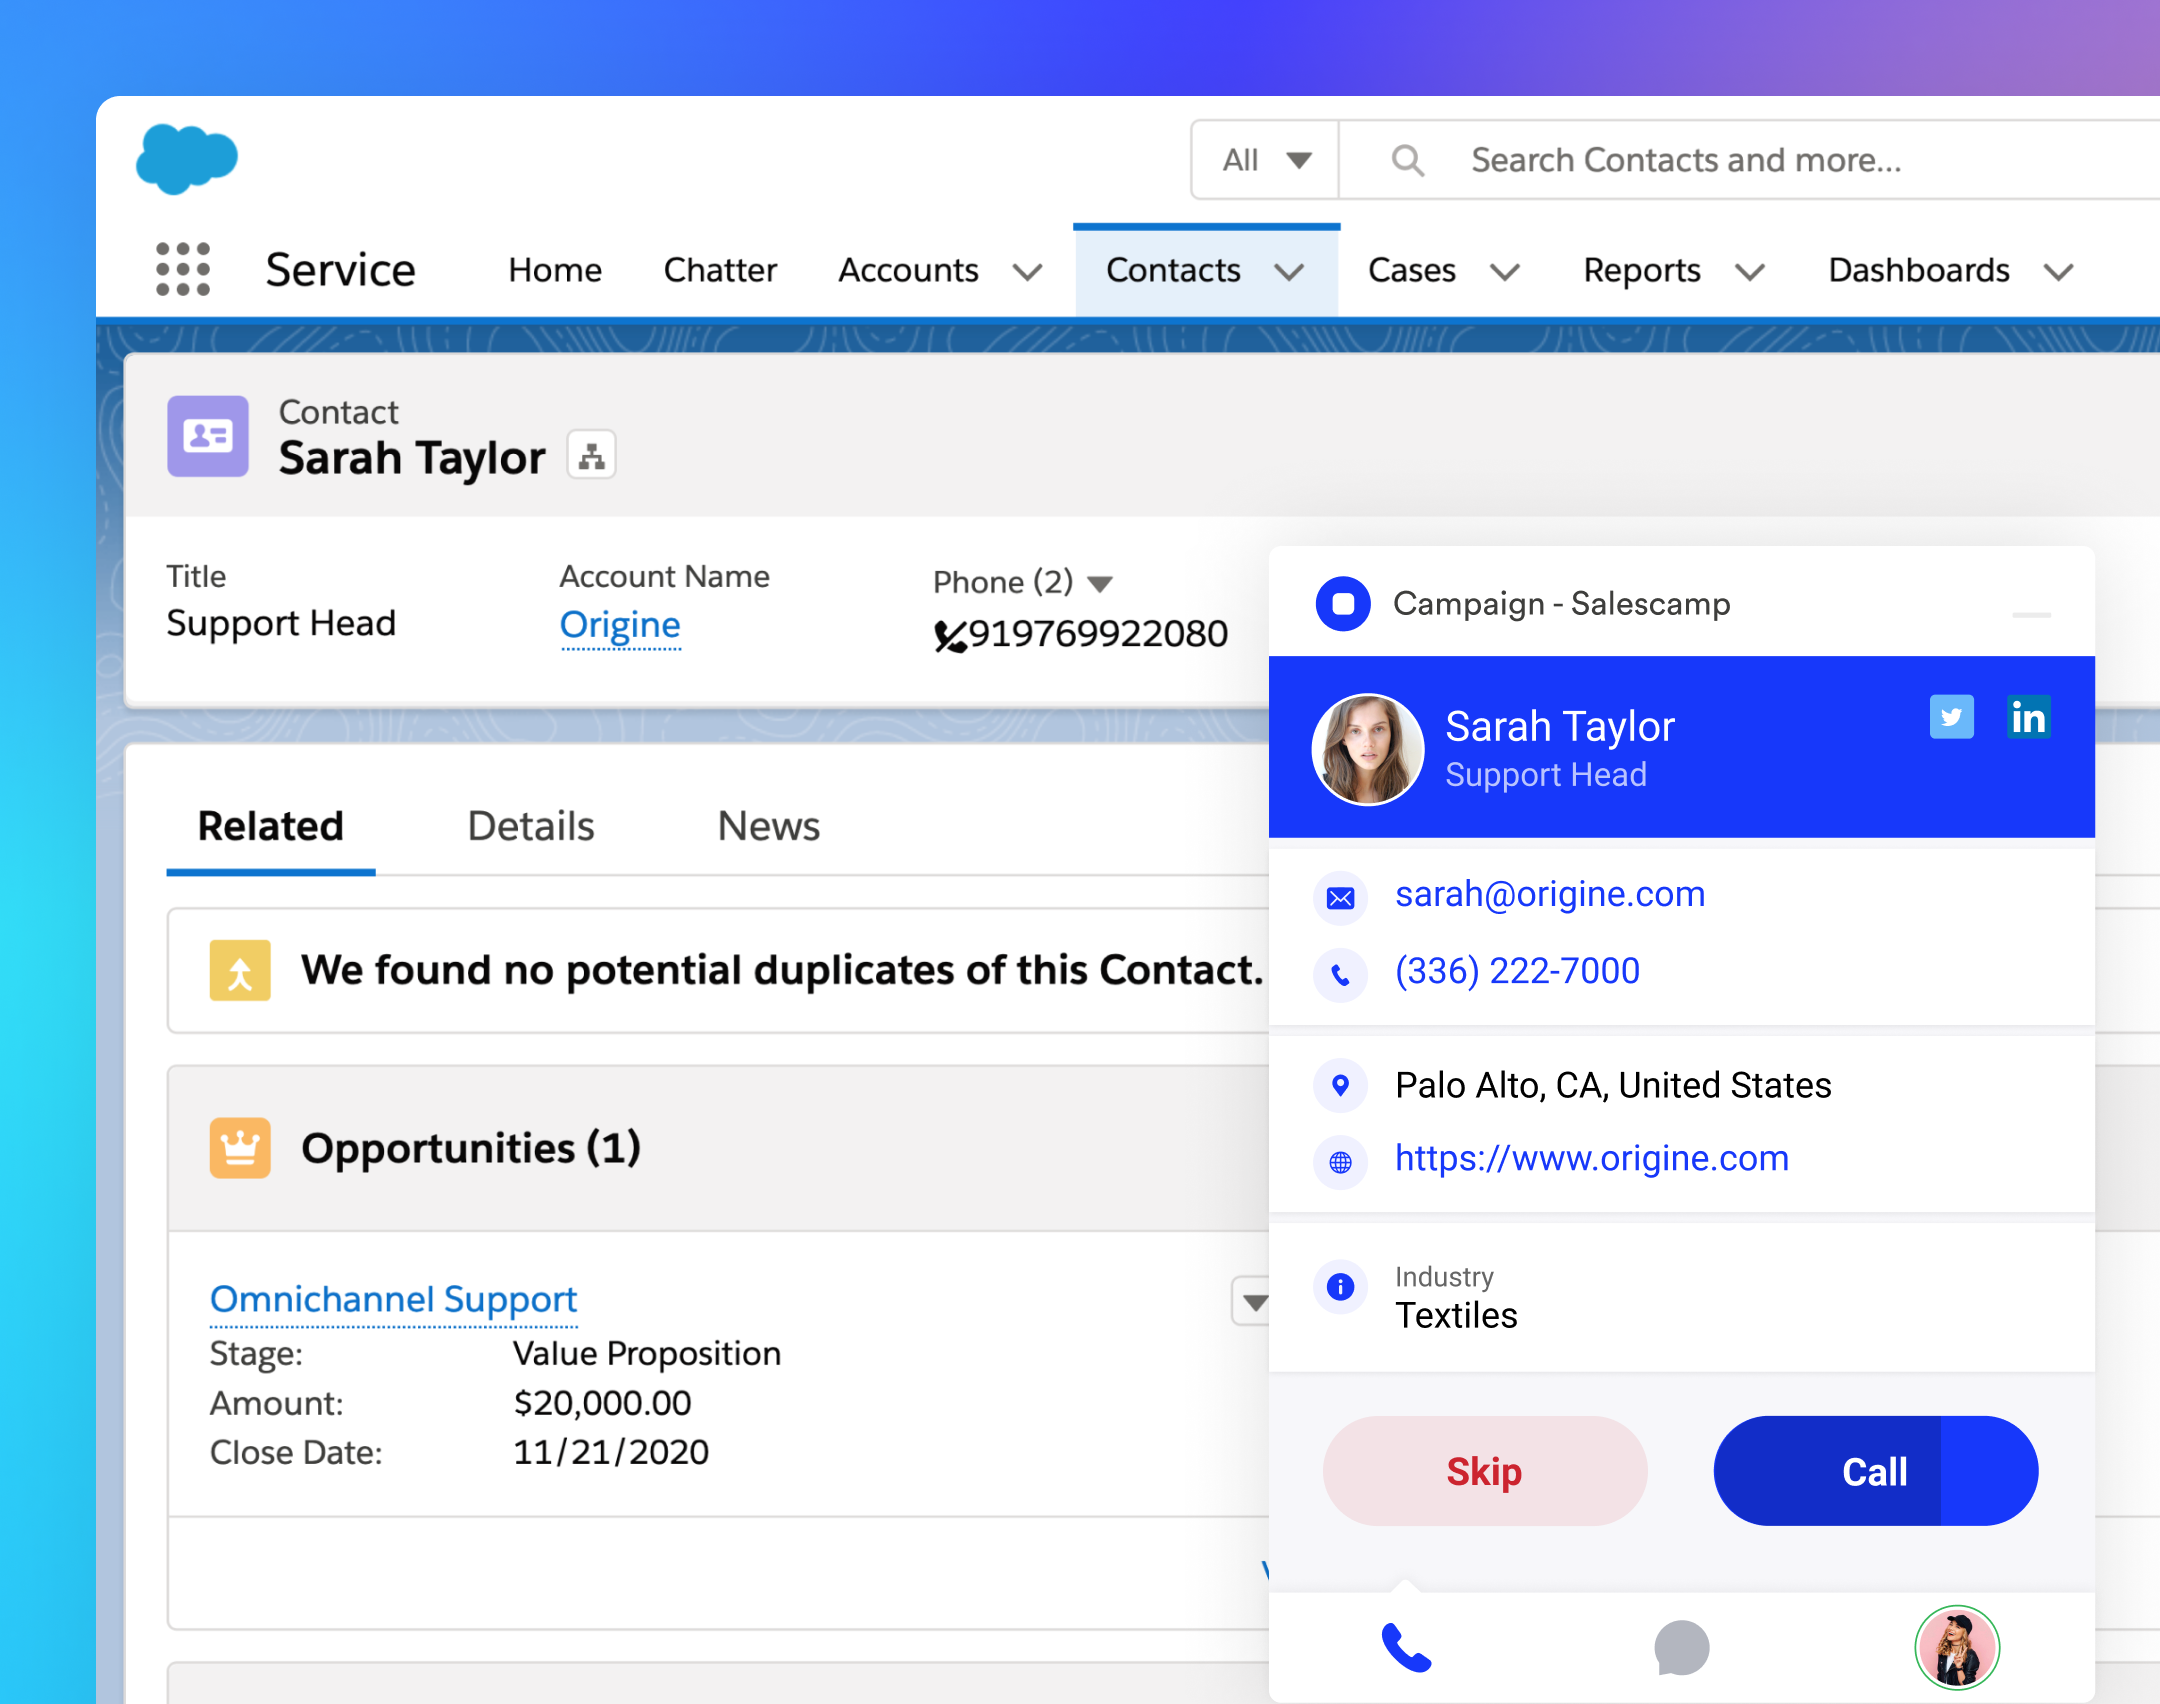 All
Search Contacts and more...
Service
Home
Chatter
Accounts
Contacts
Cases
Reports
Dashboards
Contact
Sarah Taylor
Title
Support Head
Account Name
Origine
Phone (2)
919769922080
Related
Details
News
We found no potential duplicates of this Contact.
Opportunities (1)
Omnichannel Support
Stage: Value Proposition
Amount: $20,000.00
Close Date: 11/21/2020
Campaign - Salescamp
Sarah Taylor
Support Head
in
sarah@origine.com
(336) 222-7000
Palo Alto, CA, United States
https://www.origine.com
Industry
Textiles
Skip
Call